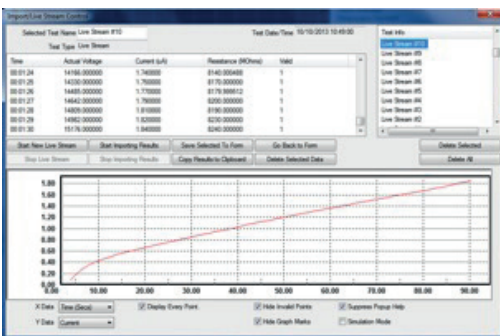 Import/Live Stream Control
Selected Test Name Live Stream #10
Test Date/Time 10/10/2013 10:49:00
Test Type Live Stream
Test Info
Live Stream #10
Live Stream #9
Live Stream #8
Live Stream #7
Live Stream #6
Live Stream #5
Live Stream #4
Live Stream #3
Live Stream #2
Time Actual Voltage Current (uA) Resistance (MOhms) Valid
00:01:24 14166.000000 1.740000 8140.000488 1
00:01:25 14330.000000 1.750000 8170.000000 1
00:01:26 14485.000000 1.770000 8179.999512 1
00:01:27 14642.000000 1.790000 8200.000000 1
00:01:28 14809.000000 1.810000 8190.000000 1
00:01:29 14982.000000 1.820000 8230.000000 1
00:01:30 15176.000000 1.840000 8240.000000 1
Start New Live Stream Start Importing Results Save Selected To Form Go Back to Form Delete Selected
Stop Live Stream Stop Importing Results Copy Results to Clipboard Delete Selected Data Delete All
1.80
1.60
1.40
1.20
1.00
0.80
0.60
0.40
0.20
0.00
10.00 20.00 30.00 40.00 50.00 60.00 70.00 80.00 90.00
X Data Time (Secs) Display Every Point. Hide Invalid Points Suppress Popup Help
Y Data Current Hide Graph Marks Simulation Mode